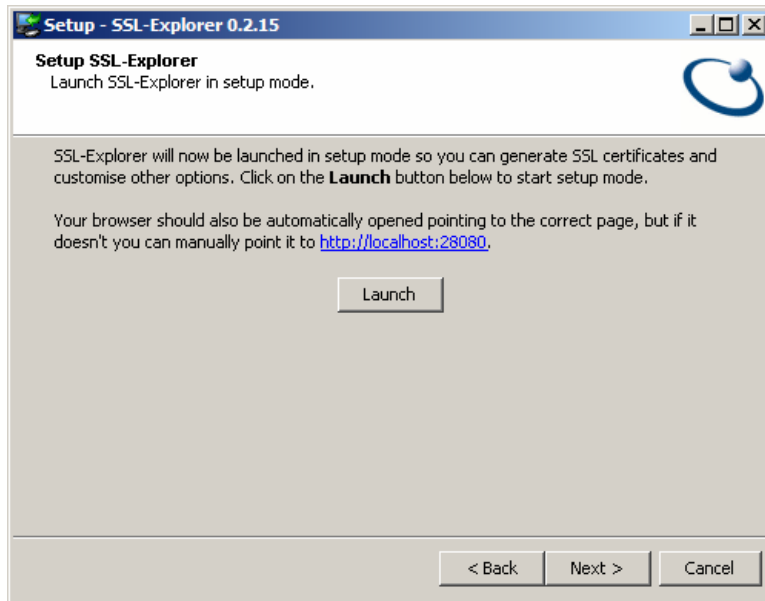 Setup - SSL-Explorer 0.2.15
Setup SSL-Explorer
Launch SSL-Explorer in setup mode.
SSL-Explorer will now be launched in setup mode so you can generate SSL certificates and
customise other options. Click on the Launch button below to start setup mode.
Your browser should also be automatically opened pointing to the correct page, but if it
doesn't you can manually point it to http://localhost:28080.
Launch
< Back
Next >
Cancel